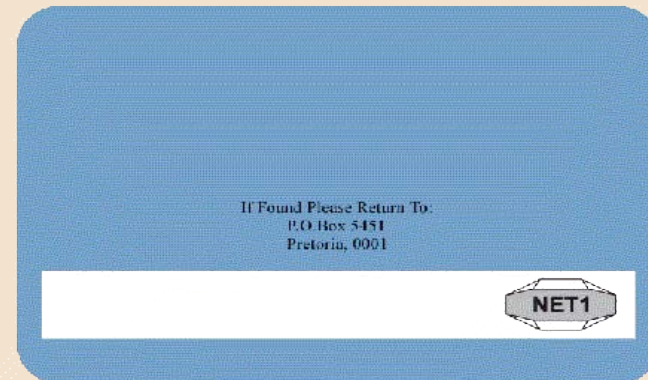 If Found Please Return To:
P.O.Box 5451
Pretoria, 0001
NET1